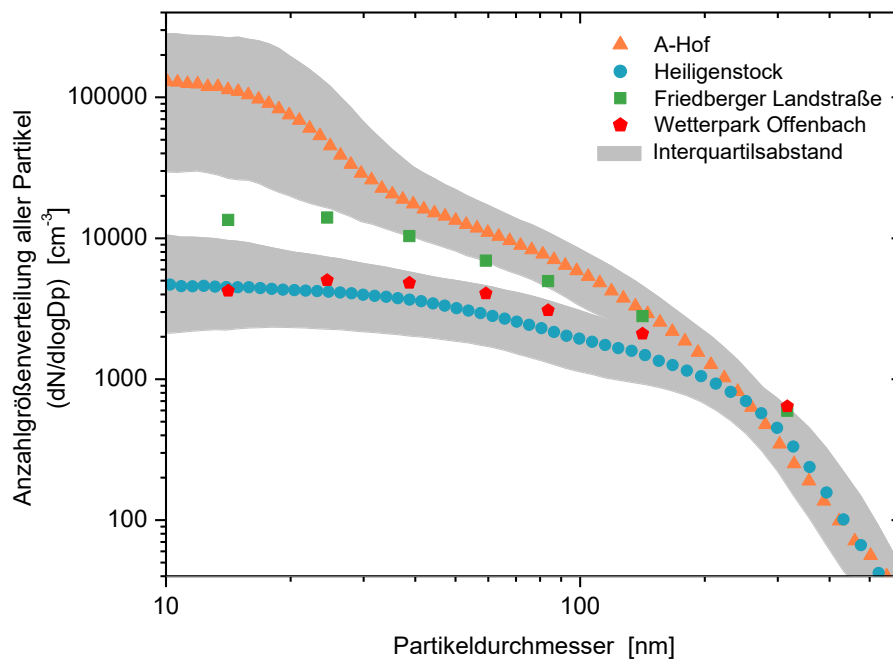 Anzahlgrößenverteilung aller Partikel
(dN/dlogDp) [cm⁻³]
100000
10000
1000
100
A-Hof
Heiligenstock
Friedberger Landstraße
Wetterpark Offenbach
Interquartilsabstand
10
100
Partikeldurchmesser [nm]